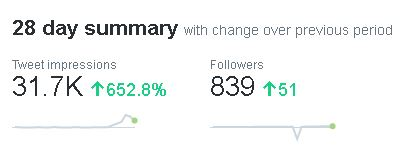 28 day summary with change over previous period
Tweet impressions Followers
31.7K ↑652.8% 839 ↑51